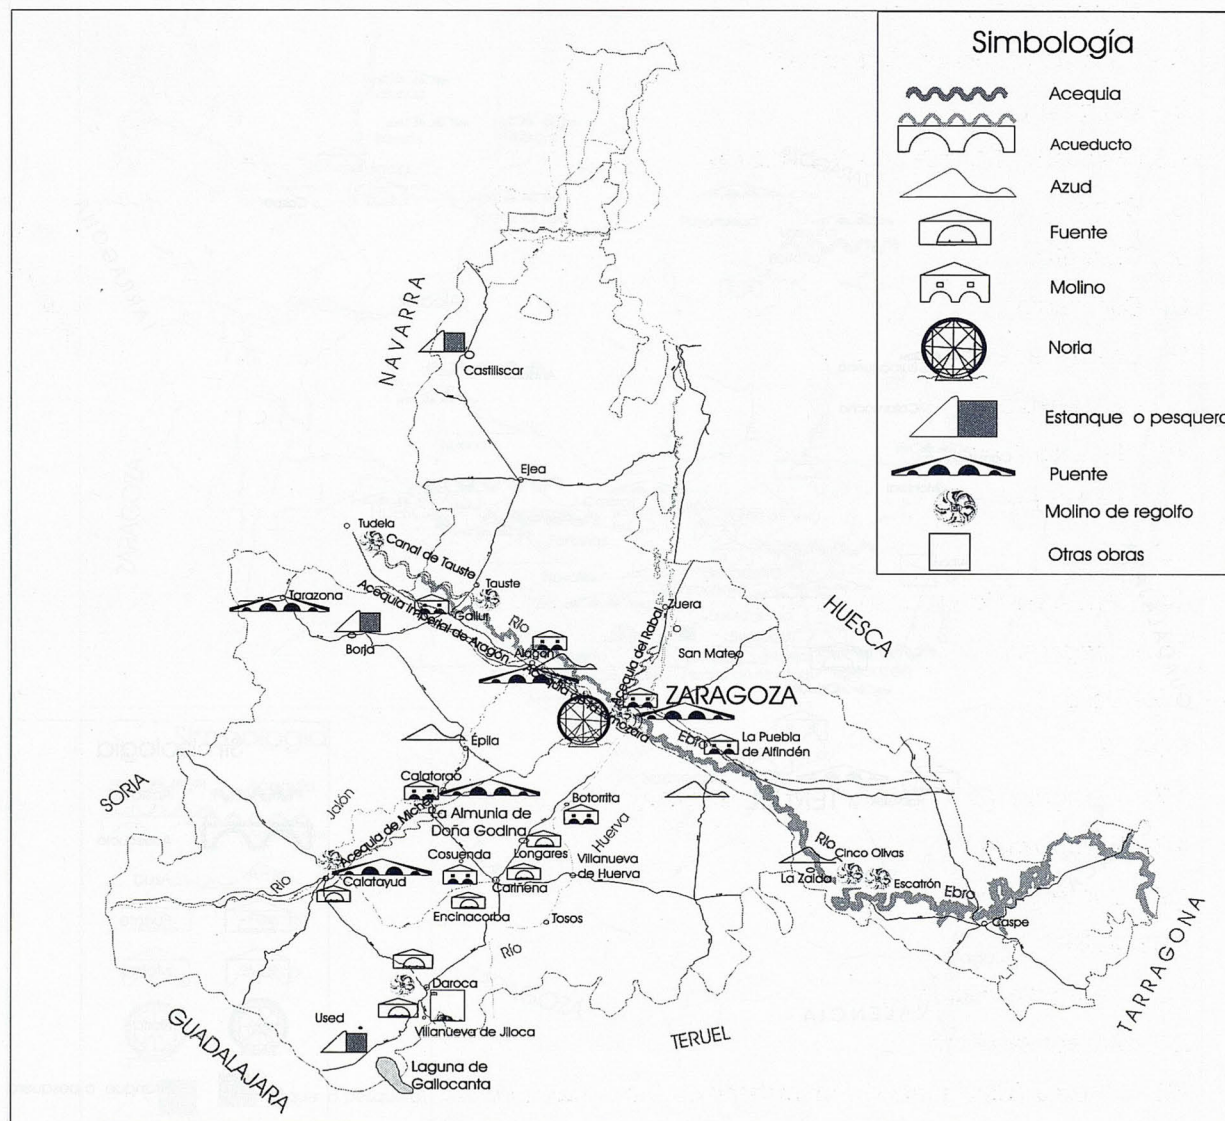 Simbología
Acequia
Acueducto
Azud
Fuente
Molino
Noria
Estanque o pesquera
Puente
Molino de regolfo
Otras obras
NAVARRA
Castiliscar
Ejea
Tudela
Canal de Tauste
Tauste
Tarazona
Acequia Imperial de Aragón
Gallur
Río
Zuera
HUESCA
Borja
Alagón
Acequia del Rabal
San Mateo
ZARAGOZA
Ebro
La Puebla
de Alfindén
Épila
SORIA
Calatorao
Jalón
Acequia de Micher
La Almunia de
Doña Godina
Botorrita
Huerva
Longares
Cosuenda
Villanueva
de Huerva
Río
Cinco Olivas
La Zaida
Río
Calatayud
Cariñena
Escatrón
Ebro
Encinacorba
Tosos
Caspe
Río
TARRAGONA
Daroca
Used
Villanueva de Jiloca
TERUEL
GUADALAJARA
Laguna de
Gallocanta